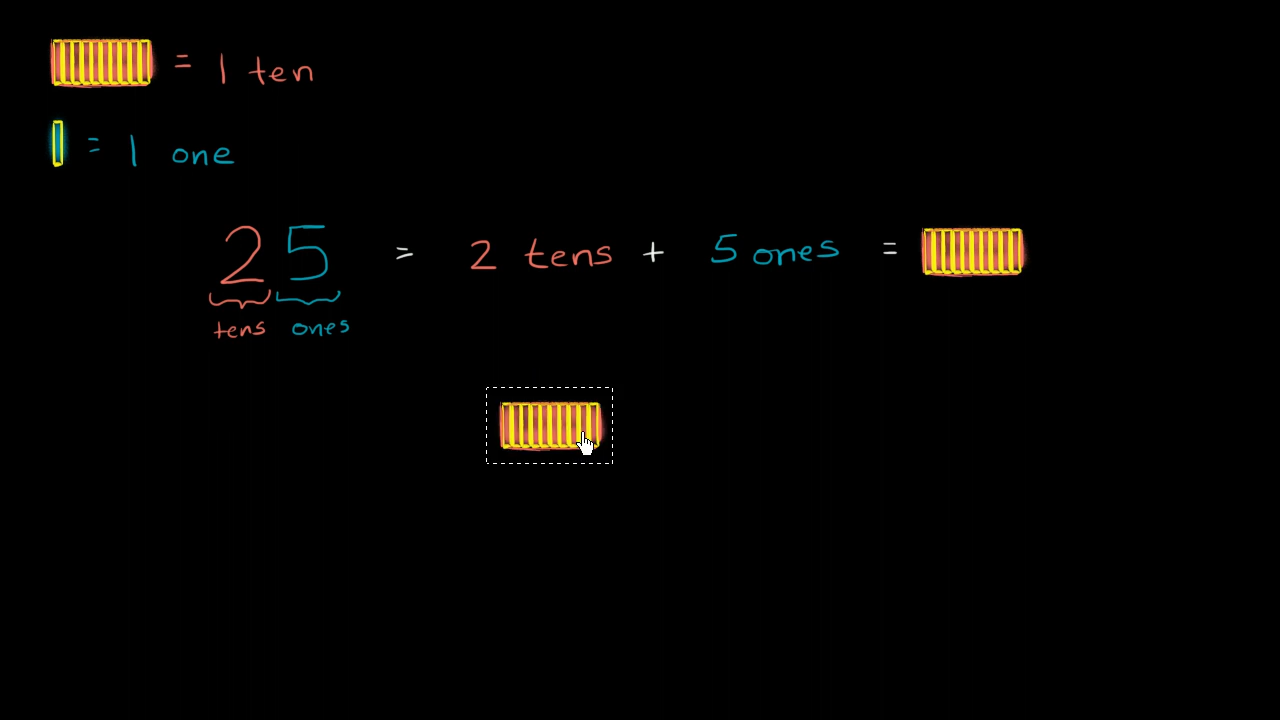 = 1 ten
= 1 one
25 = 2 tens + 5 ones =
tens ones